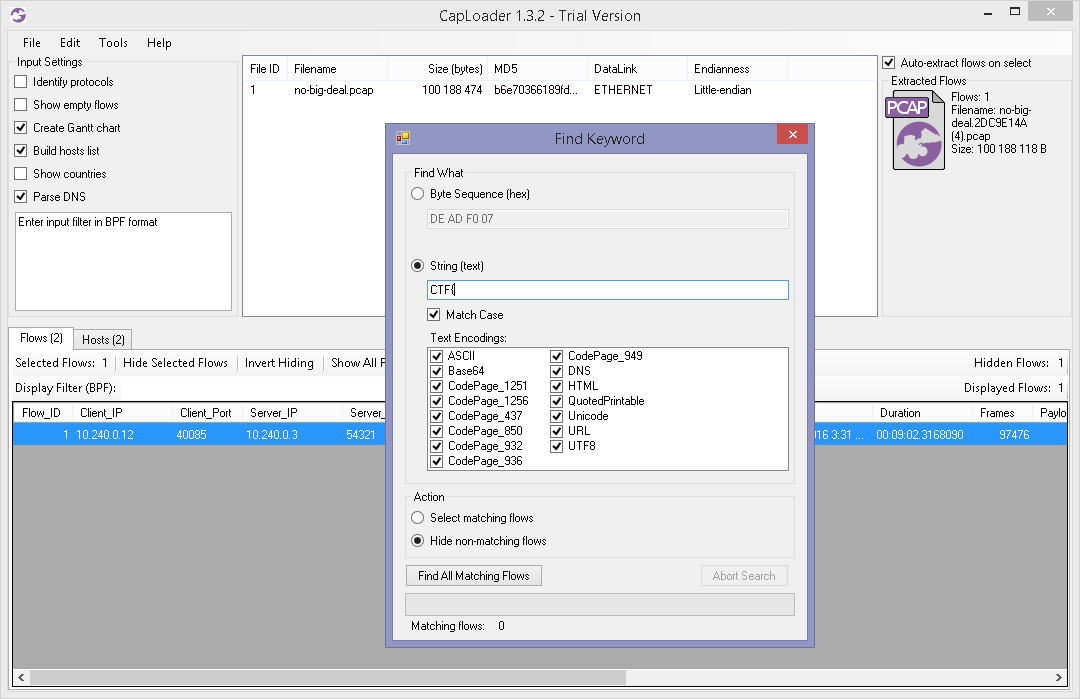 CapLoader 1.3.2 - Trial Version
File Edit Tools Help
Input Settings
Identify protocols
Show empty flows
Create Gantt chart
Build hosts list
Show countries
Parse DNS
Enter input filter in BPF format
File ID Filename Size (bytes) MD5 DataLink Endianness
1 no-big-deal.pcap 100 188 474 b6e70366189fd... ETHERNET Little-endian
Auto-extract flows on select
Extracted Flows
PCAP
Flows: 1
Filename: no-big-
deal.2DC9E14A
(4).pcap
Size: 100 188 118 B
Find Keyword
Find What
Byte Sequence (hex)
DE AD F0 07
String (text)
CTF{
Match Case
Text Encodings:
ASCII
Base64
CodePage_1251
CodePage_1256
CodePage_437
CodePage_850
CodePage_932
CodePage_936
CodePage_949
DNS
HTML
QuotedPrintable
Unicode
URL
UTF8
Action
Select matching flows
Hide non-matching flows
Find All Matching Flows Abort Search
Matching flows: 0
Flows (2) Hosts (2)
Selected Flows: 1 Hide Selected Flows Invert Hiding Show All F Hidden Flows: 1
Display Filter (BPF): Displayed Flows: 1
Flow_ID Client_IP Client_Port Server_IP Server_ Duration Frames Paylo
1 10.240.0.12 40085 10.240.0.3 54321 16 3:31 ... 00:09:02.3168090 97476